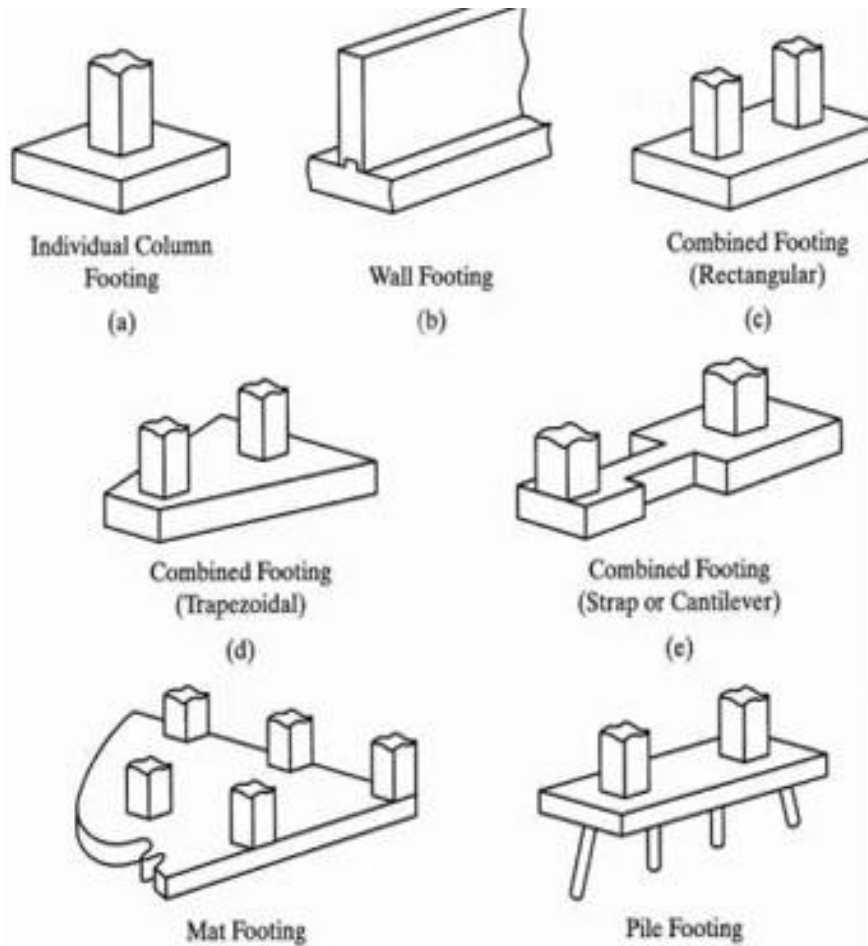 Individual Column
Footing
(a)
Wall Footing
(b)
Combined Footing
(Rectangular)
(c)
Combined Footing
(Trapezoidal)
(d)
Combined Footing
(Strap or Cantilever)
(e)
Mat Footing
Pile Footing